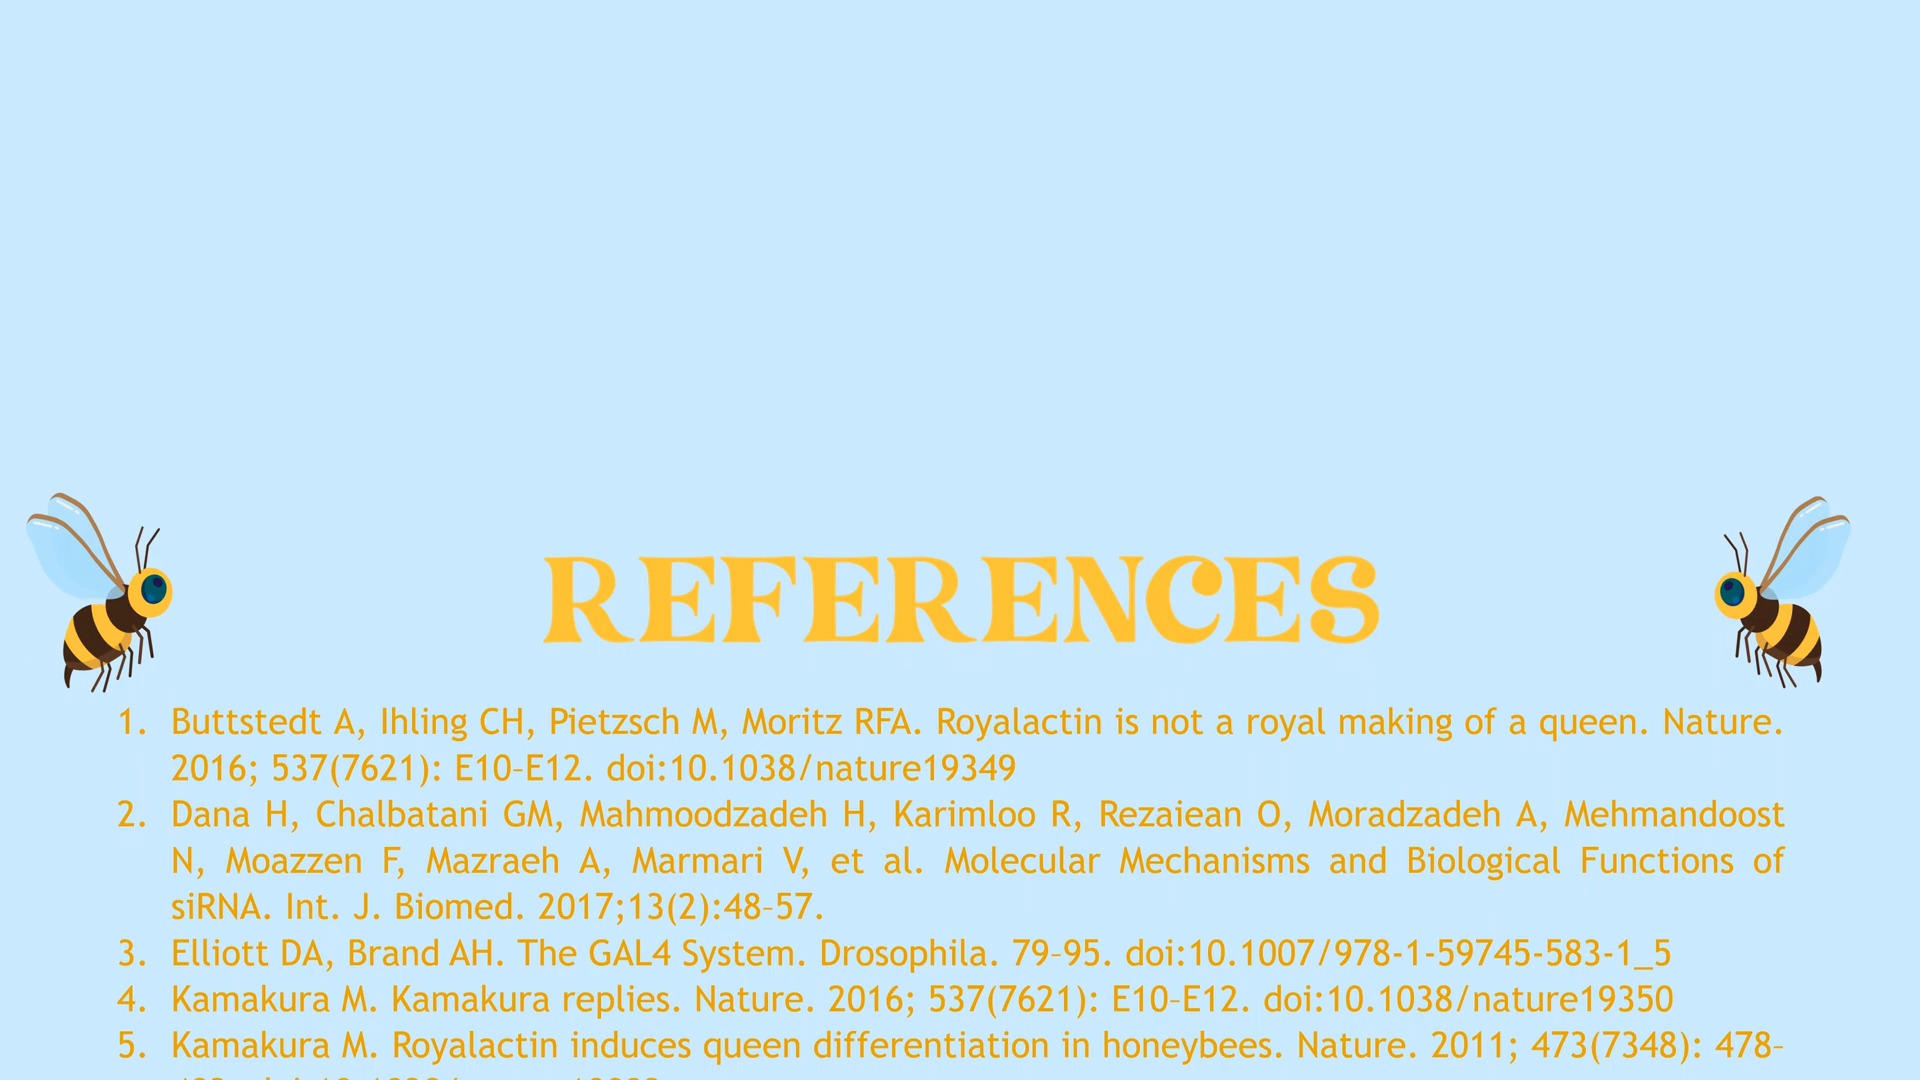 REFERENCES
1. Buttstedt A, Ihling CH, Pietzsch M, Moritz RFA. Royalactin is not a royal making of a queen. Nature.
2016; 537(7621): E10–E12. doi:10.1038/nature19349
2. Dana H, Chalbatani GM, Mahmoodzadeh H, Karimloo R, Rezaiean O, Moradzadeh A, Mehmandoost
N, Moazzen F, Mazraeh A, Marmari V, et al. Molecular Mechanisms and Biological Functions of
siRNA. Int. J. Biomed. 2017;13(2):48–57.
3. Elliott DA, Brand AH. The GAL4 System. Drosophila. 79–95. doi:10.1007/978-1-59745-583-1_5
4. Kamakura M. Kamakura replies. Nature. 2016; 537(7621): E10–E12. doi:10.1038/nature19350
5. Kamakura M. Royalactin induces queen differentiation in honeybees. Nature. 2011; 473(7348): 478–